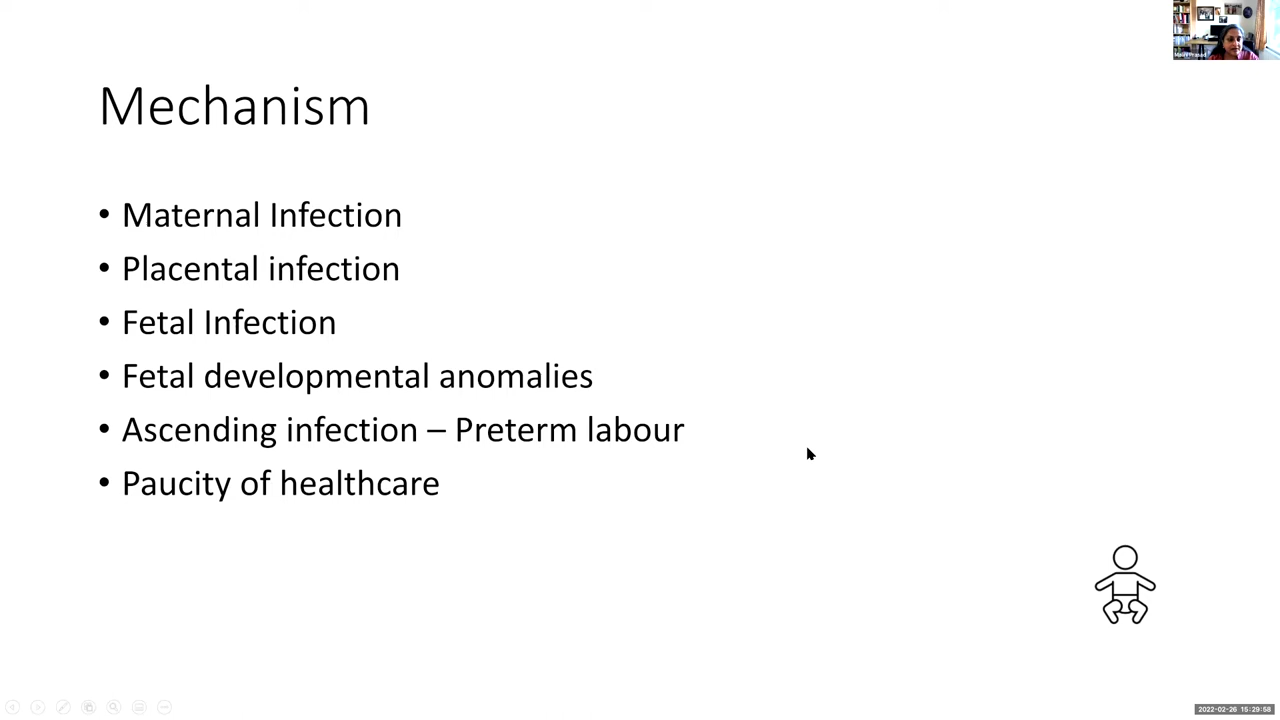 Mechanism
• Maternal Infection
• Placental infection
• Fetal Infection
• Fetal developmental anomalies
• Ascending infection – Preterm labour
• Paucity of healthcare
2022-02-26 15:29:58